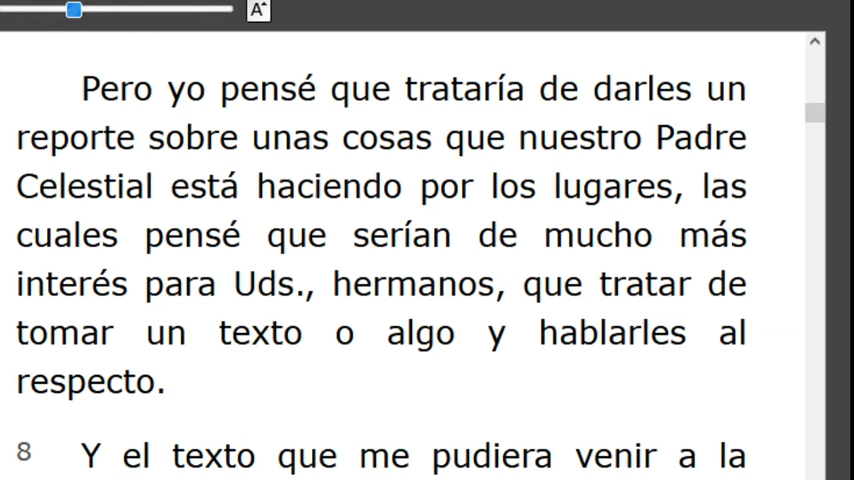 A
Pero yo pensé que trataría de darles un
reporte sobre unas cosas que nuestro Padre
Celestial está haciendo por los lugares, las
cuales pensé que serían de mucho más
interés para Uds., hermanos, que tratar de
tomar un texto o algo y hablarles al
respecto.
8 Y el texto que me pudiera venir a la